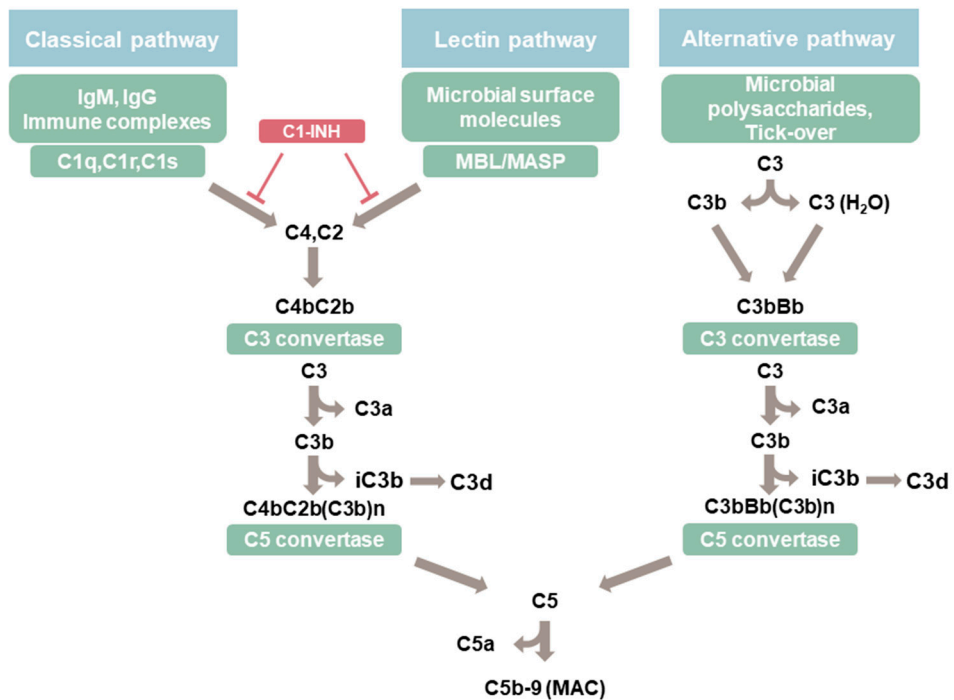 Classical pathway
Lectin pathway
Alternative pathway
IgM, IgG
Immune complexes
C1q,C1r,C1s
C1-INH
Microbial surface
molecules
MBL/MASP
Microbial
polysaccharides,
Tick-over
C3
C3b
C3 (H₂O)
C4,C2
C4bC2b
C3 convertase
C3
C3a
C3b
iC3b
C3d
C4bC2b(C3b)n
C5 convertase
C3bBb
C3 convertase
C3
C3a
C3b
iC3b
C3d
C3bBb(C3b)n
C5 convertase
C5
C5a
C5b-9 (MAC)